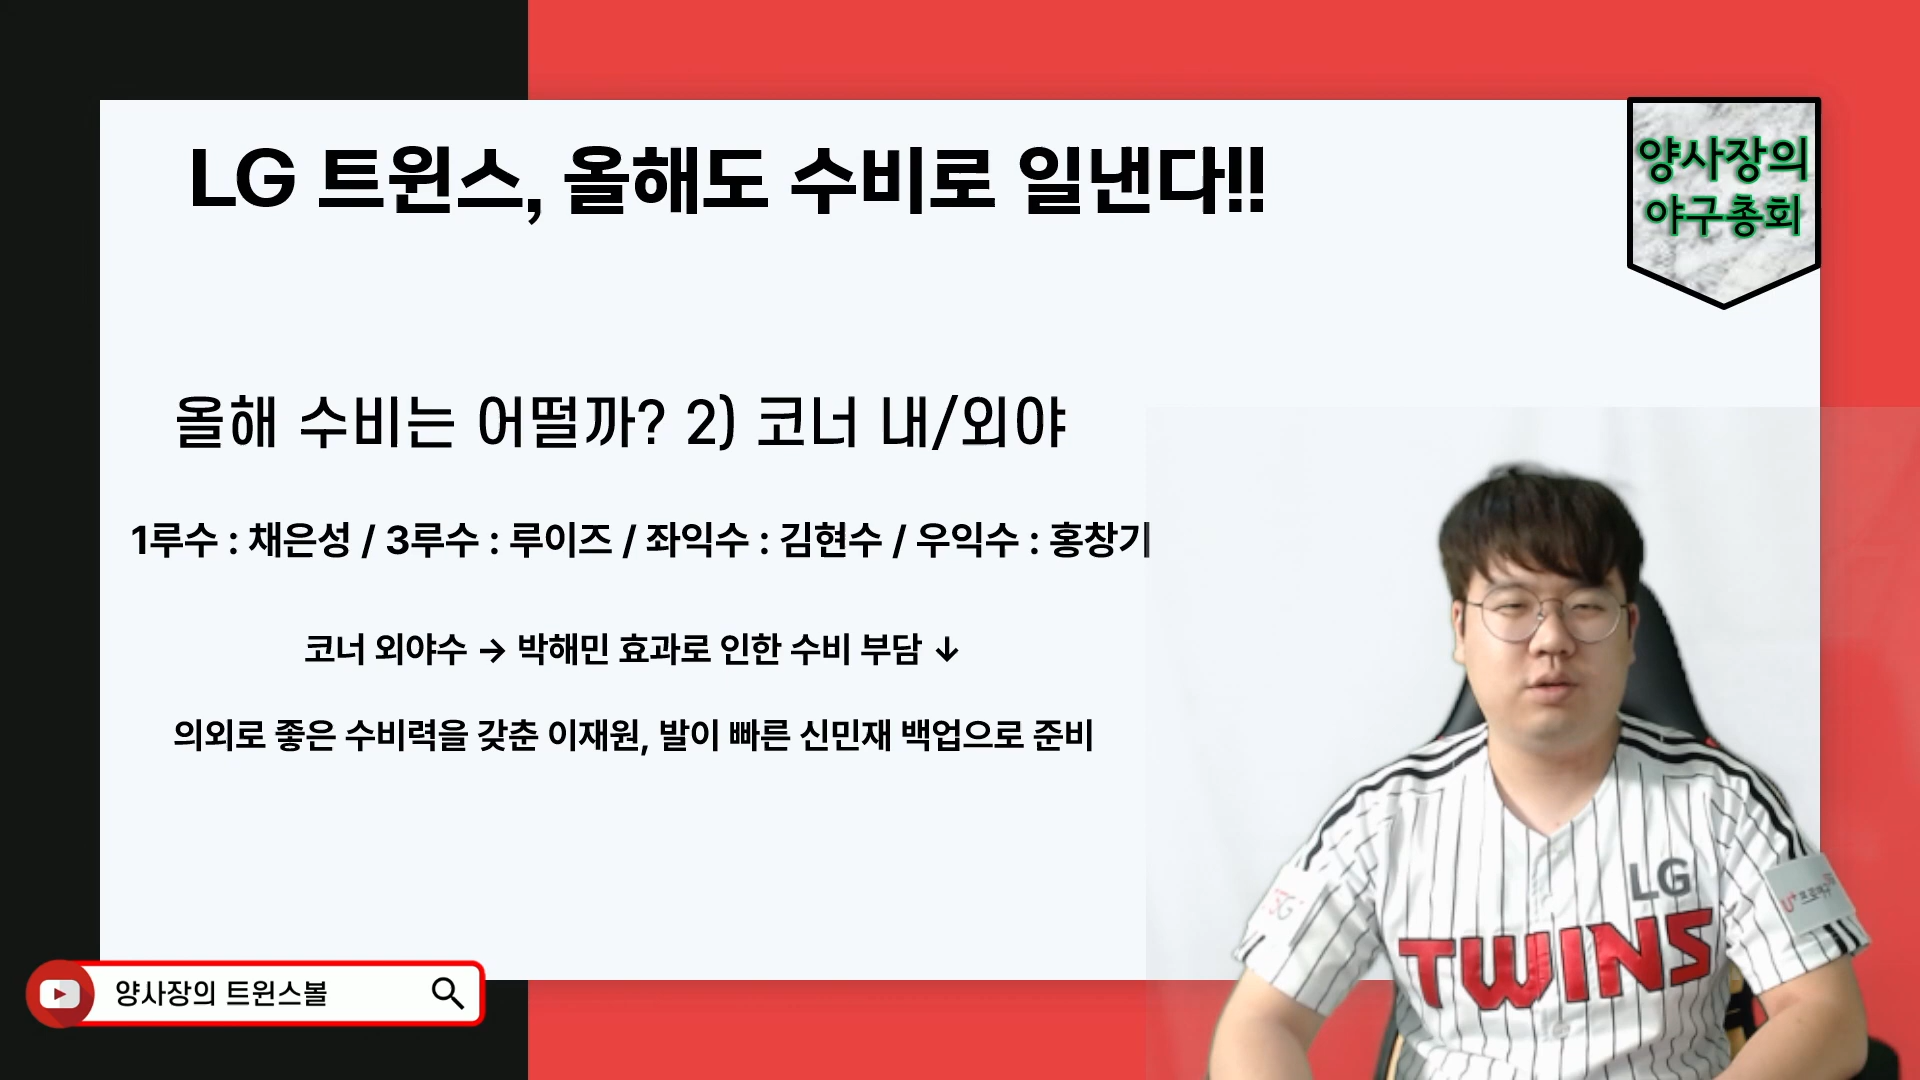 LG 트윈스, 올해도 수비로 일낸다!!
양사장의
야구총회
올해 수비는 어떨까? 2) 코너 내/외야
1루수 : 채은성 / 3루수 : 루이즈 / 좌익수 : 김현수 / 우익수 : 홍창기
코너 외야수 → 박해민 효과로 인한 수비 부담 ↓
의외로 좋은 수비력을 갖춘 이재원, 발이 빠른 신민재 백업으로 준비
LG
TWINS
양사장의 트윈스볼